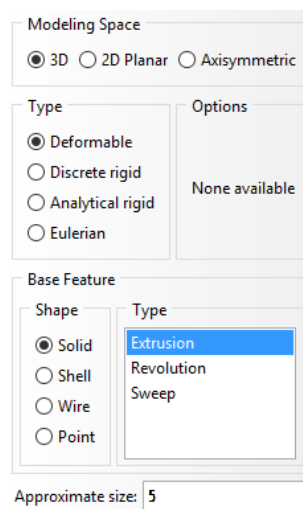 Modeling Space
3D 2D Planar Axisymmetric
Type
Options
Deformable
Discrete rigid
Analytical rigid
Eulerian
None available
Base Feature
Shape
Type
Solid
Shell
Wire
Point
Extrusion
Revolution
Sweep
Approximate size: 5